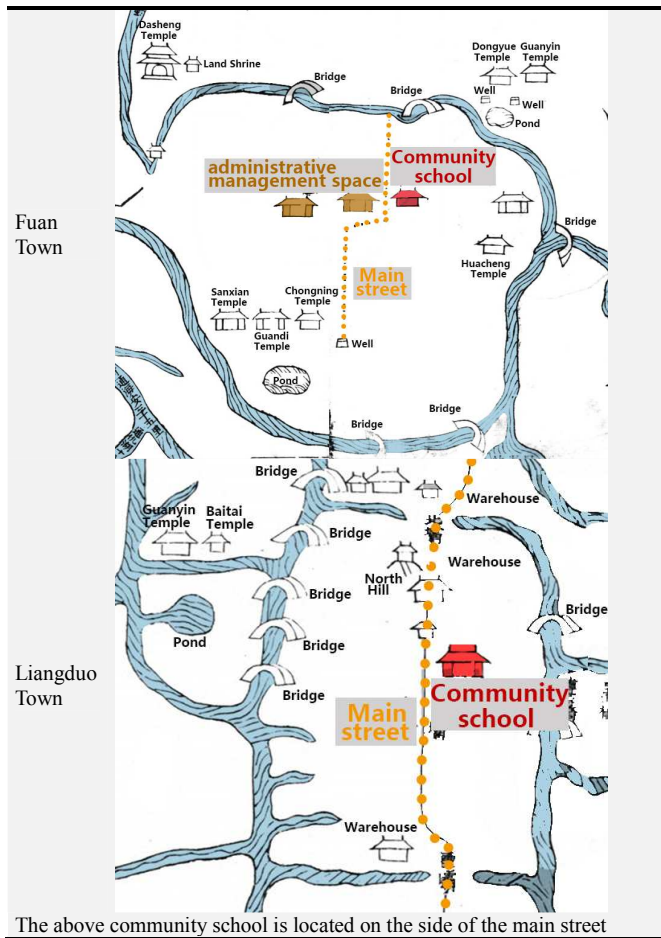 Fuan
Town
Dasheng
Temple
Land Shrine
Bridge
Bridge
Dongyue
Temple
Guanyin
Temple
Well
Well
Pond
administrative
management space
Community
school
Bridge
Huacheng
Temple
Main
street
Sanxian
Temple
Guandi
Temple
Chongning
Temple
Well
Pond
Bridge
Bridge
Liangduo
Town
Bridge
Warehouse
Guanyin
Temple
Baitai
Temple
Bridge
Warehouse
North
Hill
Bridge
Bridge
Pond
Bridge
Bridge
Community
school
Main
street
Warehouse
The above community school is located on the side of the main street